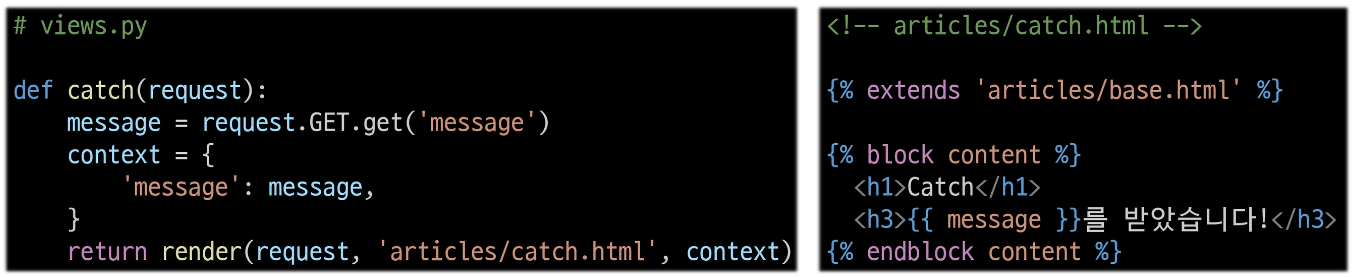 # views.py

def catch(request):
    message = request.GET.get('message')
    context = {
        'message': message,
    }
    return render(request, 'articles/catch.html', context)
<!-- articles/catch.html -->

{% extends 'articles/base.html' %}

{% block content %}
  <h1>Catch</h1>
  <h3>{{ message }}를 받았습니다!</h3>
{% endblock content %}